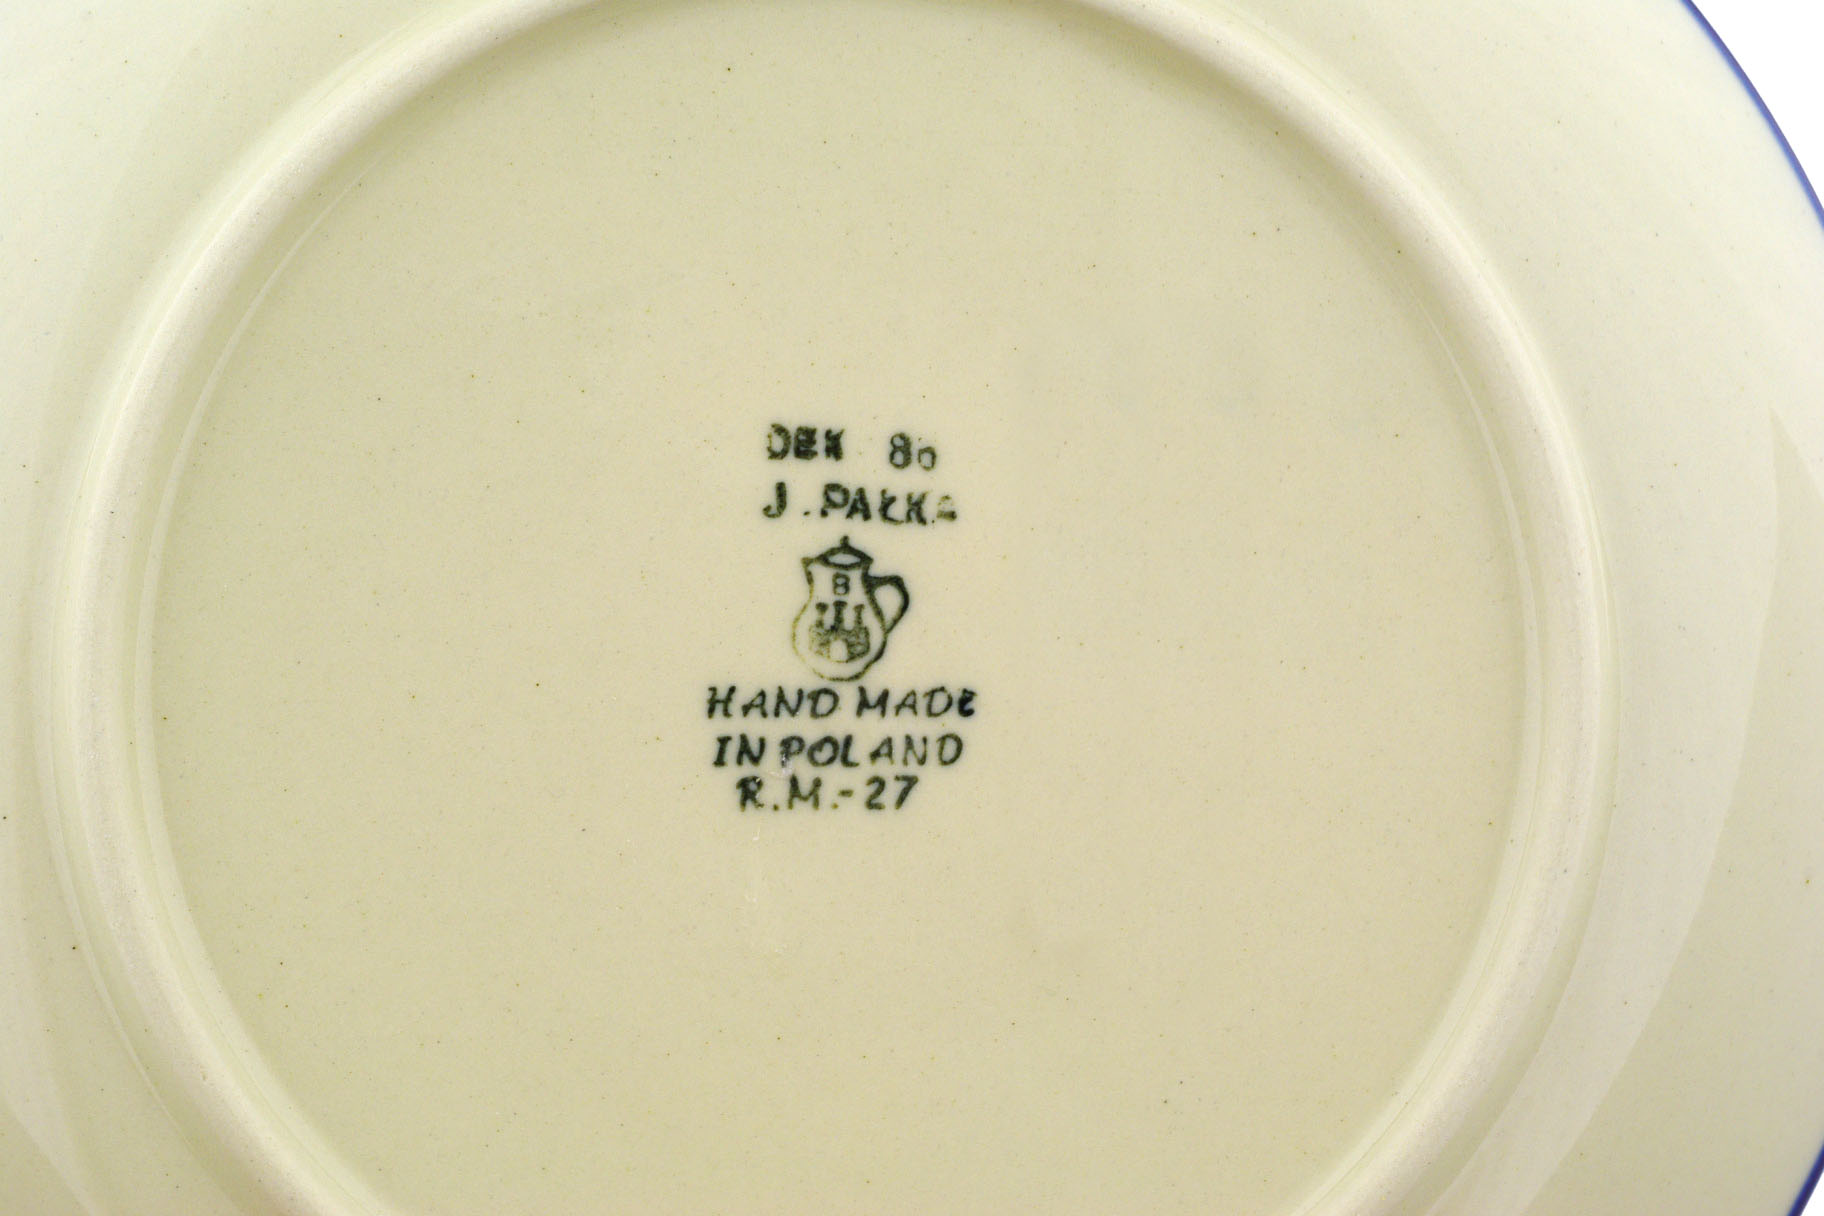 DEK 86
J. PAŁKA
B
HAND MADE
IN POLAND
R.M.-27